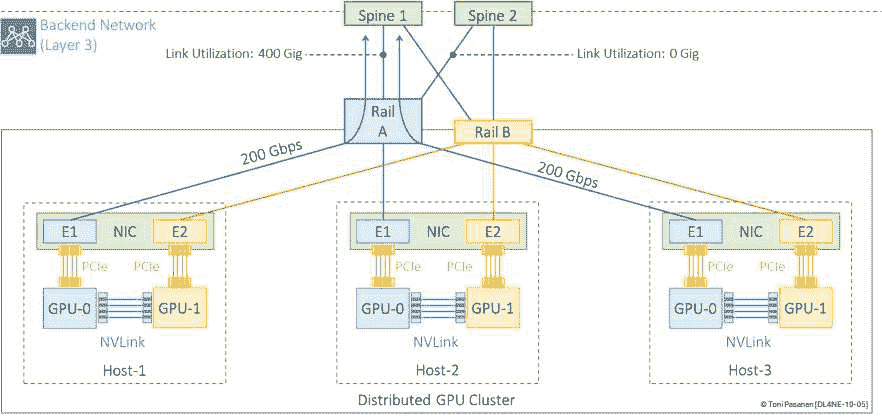 Spine 1
Spine 2
Backend Network
(Layer 3)
Link Utilization: 400 Gig
Link Utilization: 0 Gig
Rail
A
Rail B
200 Gbps
200 Gbps
E1
NIC
E2
E1
NIC
E2
E1
NIC
E2
PCIe
PCIe
PCIe
PCIe
PCIe
PCIe
GPU-0
GPU-1
GPU-0
GPU-1
GPU-0
GPU-1
NVLink
NVLink
NVLink
Host-1
Host-2
Host-3
Distributed GPU Cluster
© Toni Pasanen [DL4NE-10-05]